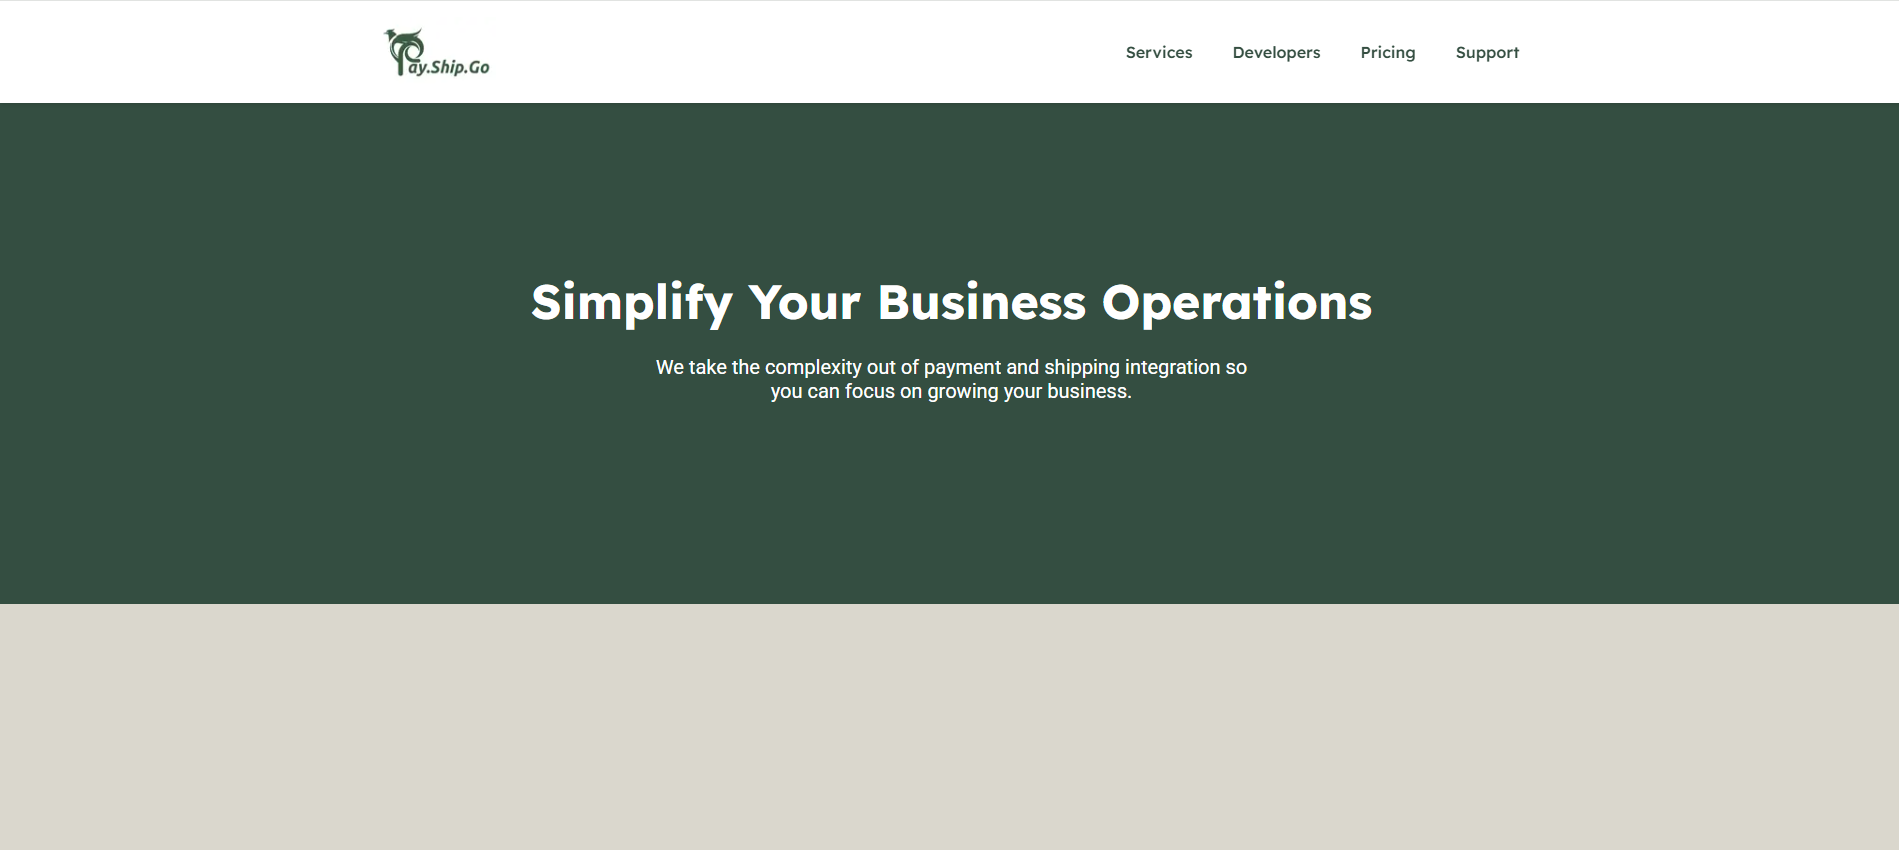 Pay.Ship.Go
Services Developers Pricing Support
Simplify Your Business Operations
We take the complexity out of payment and shipping integration so
you can focus on growing your business.